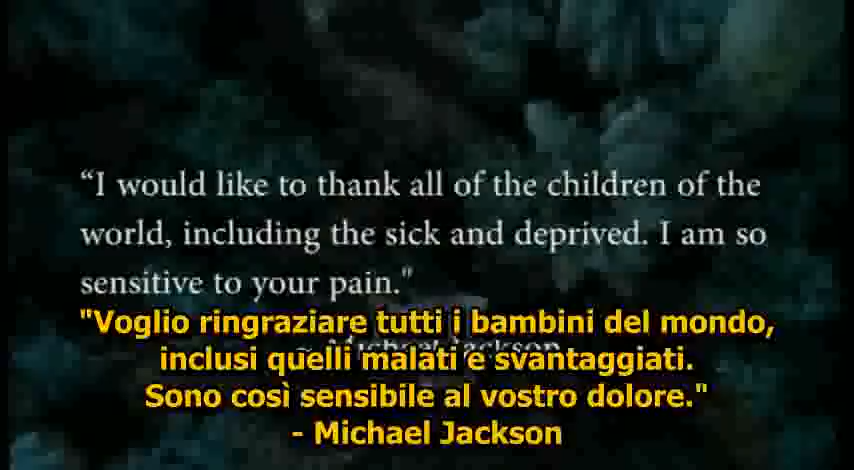 “I would like to thank all of the children of the
world, including the sick and deprived. I am so
sensitive to your pain."
~ Michael Jackson
"Voglio ringraziare tutti i bambini del mondo,
inclusi quelli malati e svantaggiati.
Sono così sensibile al vostro dolore."
- Michael Jackson